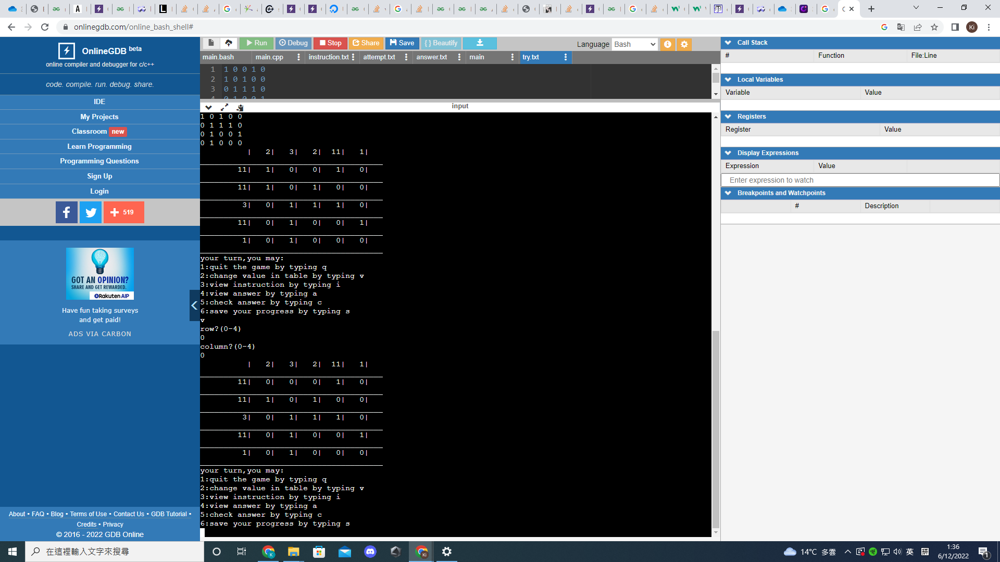 onlinegdb.com/online_bash_shell#
Ki
OnlineGDB beta
online compiler and debugger for c/c++
code. compile. run. debug. share.
IDE
My Projects
Classroom new
Learn Programming
Programming Questions
Sign Up
Login
519
GOT AN OPINION?
SHARE AND GET REWARDED.
Rakuten AIP
Have fun taking surveys
and get paid!
ADS VIA CARBON
About • FAQ • Blog • Terms of Use • Contact Us • GDB Tutorial •
Credits • Privacy
© 2016 - 2022 GDB Online
Run Debug Stop Share Save { } Beautify
Language Bash
main.bash main.cpp instruction.txt attempt.txt answer.txt main try.txt
1 1 0 0 1 0
2 1 0 1 0 0
3 0 1 1 1 0
4 0 1 0 0 1
input
1 0 1 0 0
0 1 1 1 0
0 1 0 0 1
0 1 0 0 0
| 2| 3| 2| 11| 1|
11| 1| 0| 0| 1| 0|
11| 1| 0| 1| 0| 0|
3| 0| 1| 1| 1| 0|
11| 0| 1| 0| 0| 1|
1| 0| 1| 0| 0| 0|
your turn,you may:
1:quit the game by typing q
2:change value in table by typing v
3:view instruction by typing i
4:view answer by typing a
5:check answer by typing c
6:save your progress by typing s
v
row?(0-4)
0
column?(0-4)
0
| 2| 3| 2| 11| 1|
11| 0| 0| 0| 1| 0|
11| 1| 0| 1| 0| 0|
3| 0| 1| 1| 1| 0|
11| 0| 1| 0| 0| 1|
1| 0| 1| 0| 0| 0|
your turn,you may:
1:quit the game by typing q
2:change value in table by typing v
3:view instruction by typing i
4:view answer by typing a
5:check answer by typing c
6:save your progress by typing s
Call Stack
# Function File:Line
Local Variables
Variable Value
Registers
Register Value
Display Expressions
Expression Value
Enter expression to watch
Breakpoints and Watchpoints
# Description
在這裡輸入文字來搜尋
14°C 多雲
英
1:36
6/12/2022
1